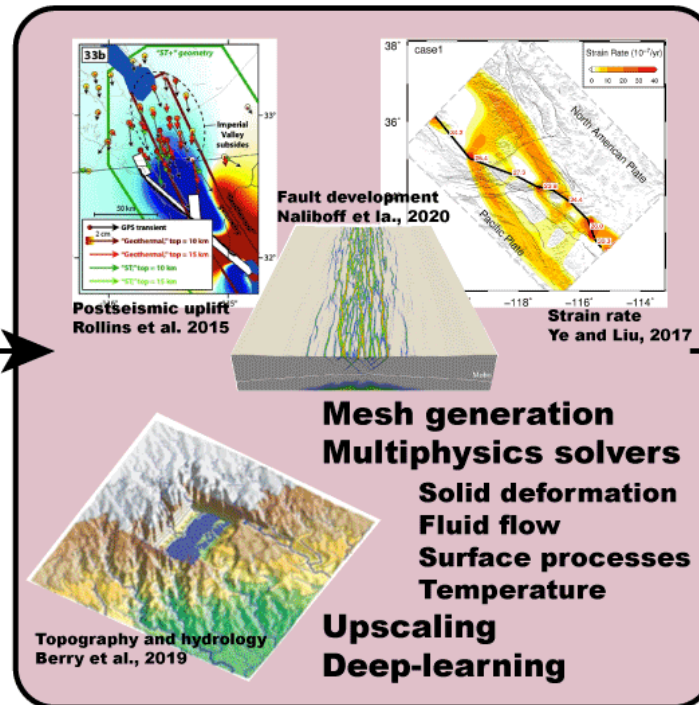 33b
"ST+" geometry
33°
Imperial
Valley
subsides
50 km
2 cm
GPS transient
"Geothermal," top = 10 km
"Geothermal," top = 15 km
"ST," top = 10 km
"ST," top = 15 km
32°
Postseismic uplift
Rollins et al. 2015
Fault development
Naliboff et la., 2020
Moho
38°
case1
Strain Rate (10⁻⁷/yr)
0 10 20 30 40
36°
North American Plate
Pacific Plate
-118° -116° -114°
Strain rate
Ye and Liu, 2017
Topography and hydrology
Berry et al., 2019
Mesh generation
Multiphysics solvers
Solid deformation
Fluid flow
Surface processes
Temperature
Upscaling
Deep-learning